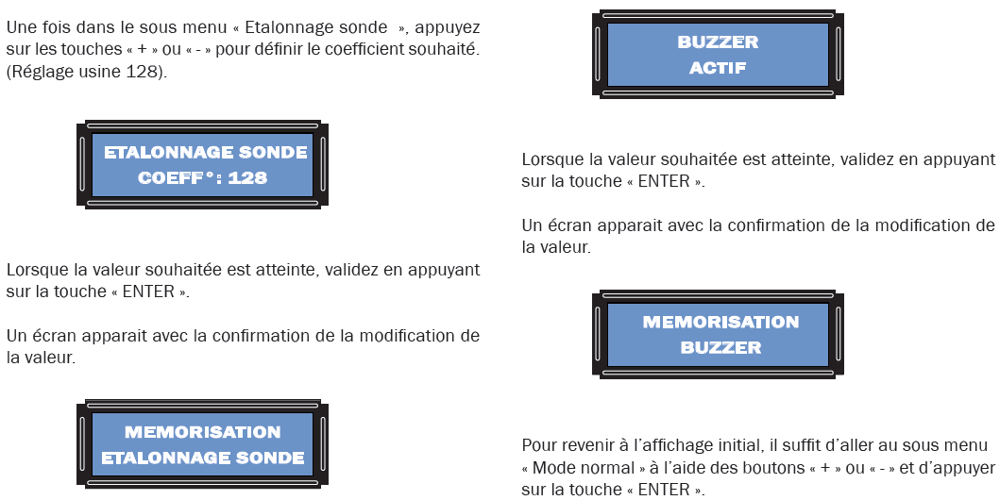 Une fois dans le sous menu « Etalonnage sonde  », appuyez
sur les touches « + » ou « - » pour définir le coefficient souhaité.
(Réglage usine 128).
ETALONNAGE SONDE
COEFF°: 128
Lorsque la valeur souhaitée est atteinte, validez en appuyant
sur la touche « ENTER ».
Un écran apparait avec la confirmation de la modification de
la valeur.
MEMORISATION
ETALONNAGE SONDE
BUZZER
ACTIF
Lorsque la valeur souhaitée est atteinte, validez en appuyant
sur la touche « ENTER ».
Un écran apparait avec la confirmation de la modification de
la valeur.
MEMORISATION
BUZZER
Pour revenir à l’affichage initial, il suffit d’aller au sous menu
« Mode normal » à l’aide des boutons « + » ou « - » et d’appuyer
sur la touche « ENTER ».